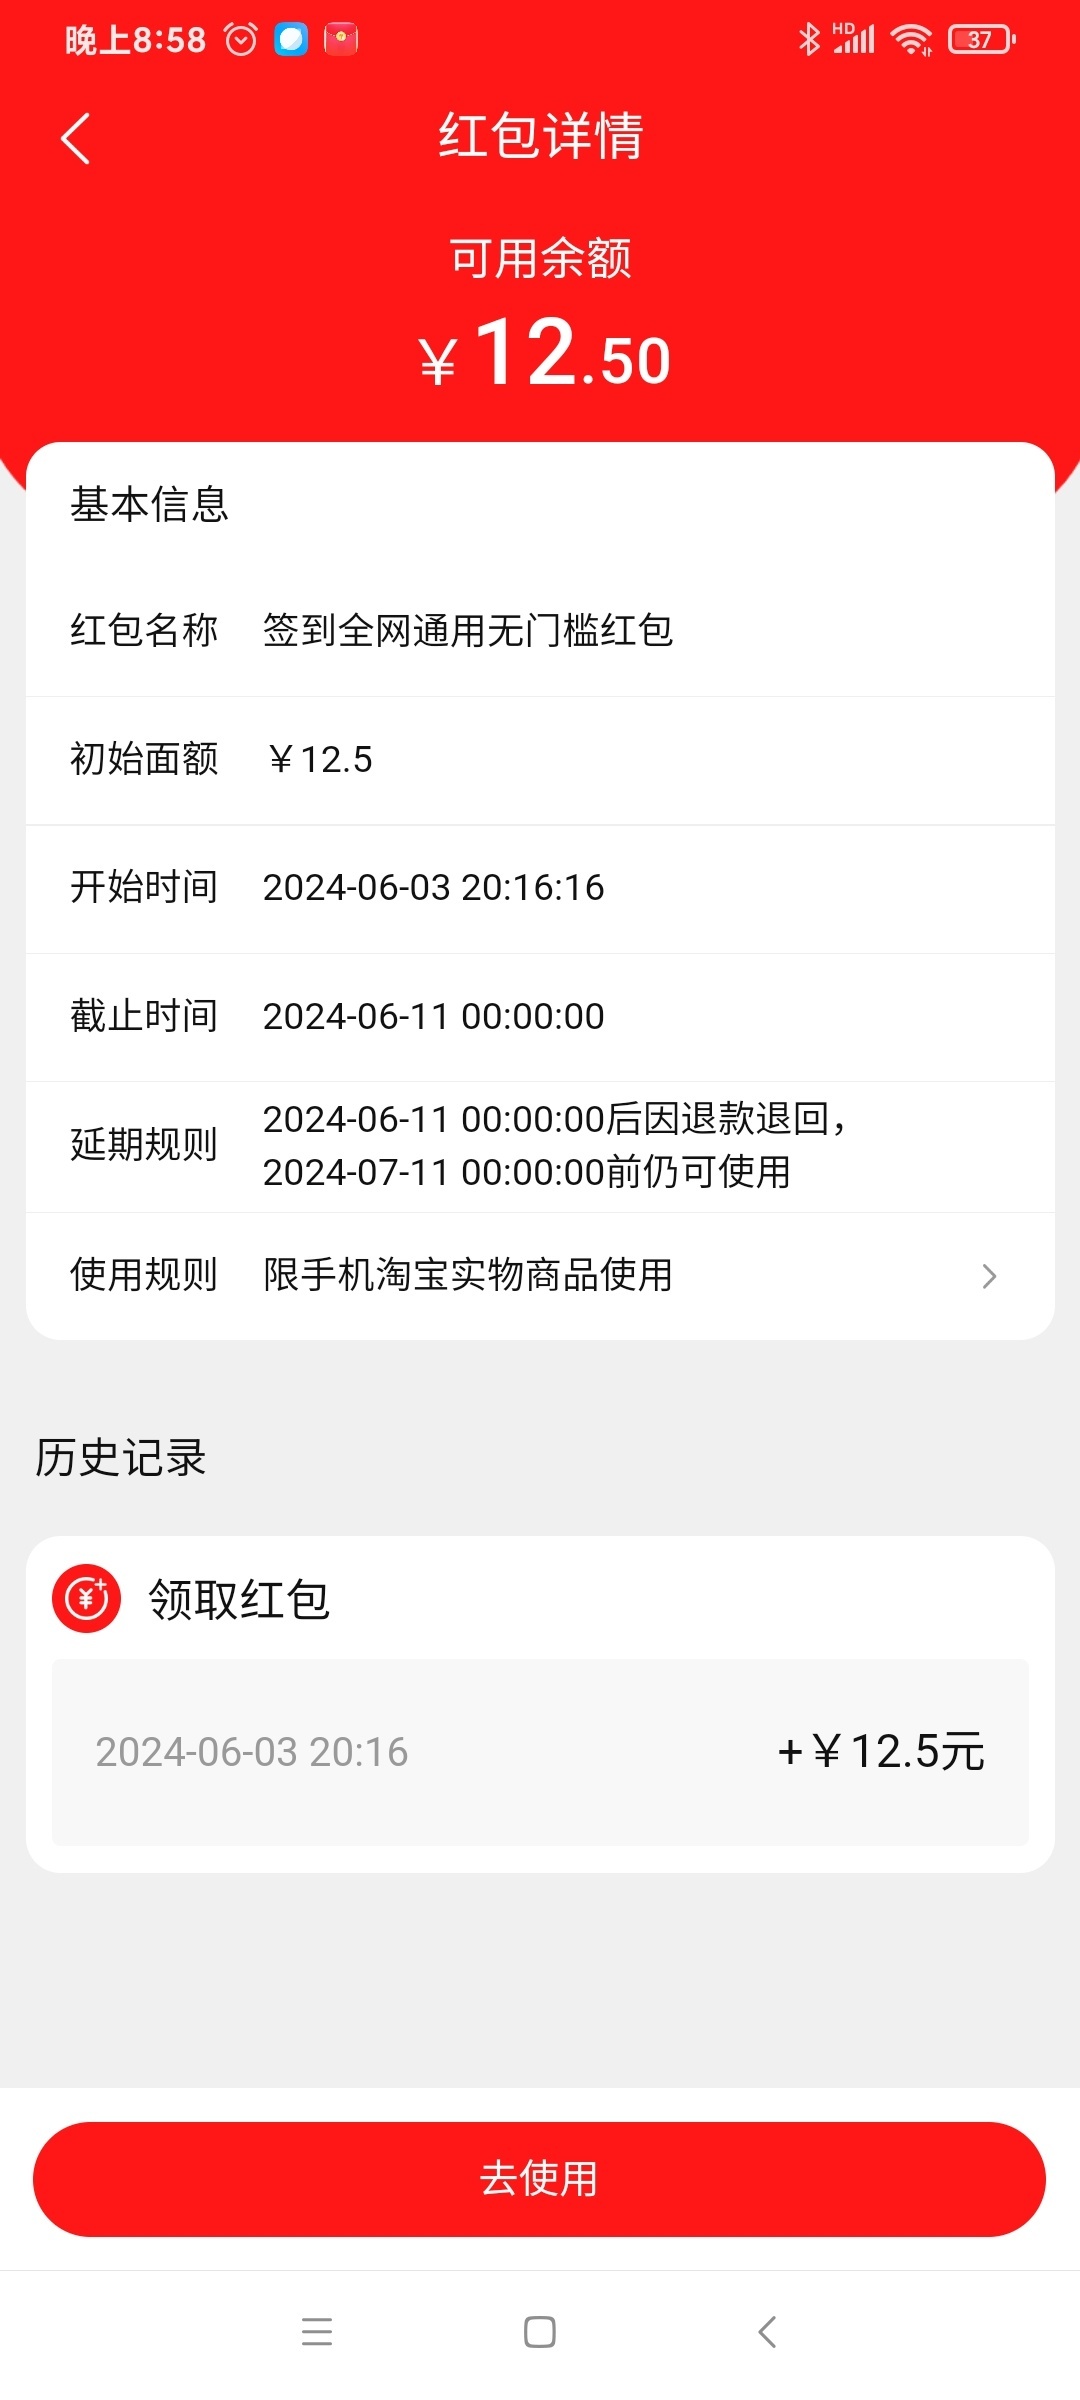 晚上8:58
HD
37
红包详情
可用余额
￥12.50
基本信息
红包名称 签到全网通用无门槛红包
初始面额 ￥12.5
开始时间 2024-06-03 20:16:16
截止时间 2024-06-11 00:00:00
延期规则 2024-06-11 00:00:00后因退款退回，
2024-07-11 00:00:00前仍可使用
使用规则 限手机淘宝实物商品使用
历史记录
领取红包
2024-06-03 20:16 +￥12.5元
去使用